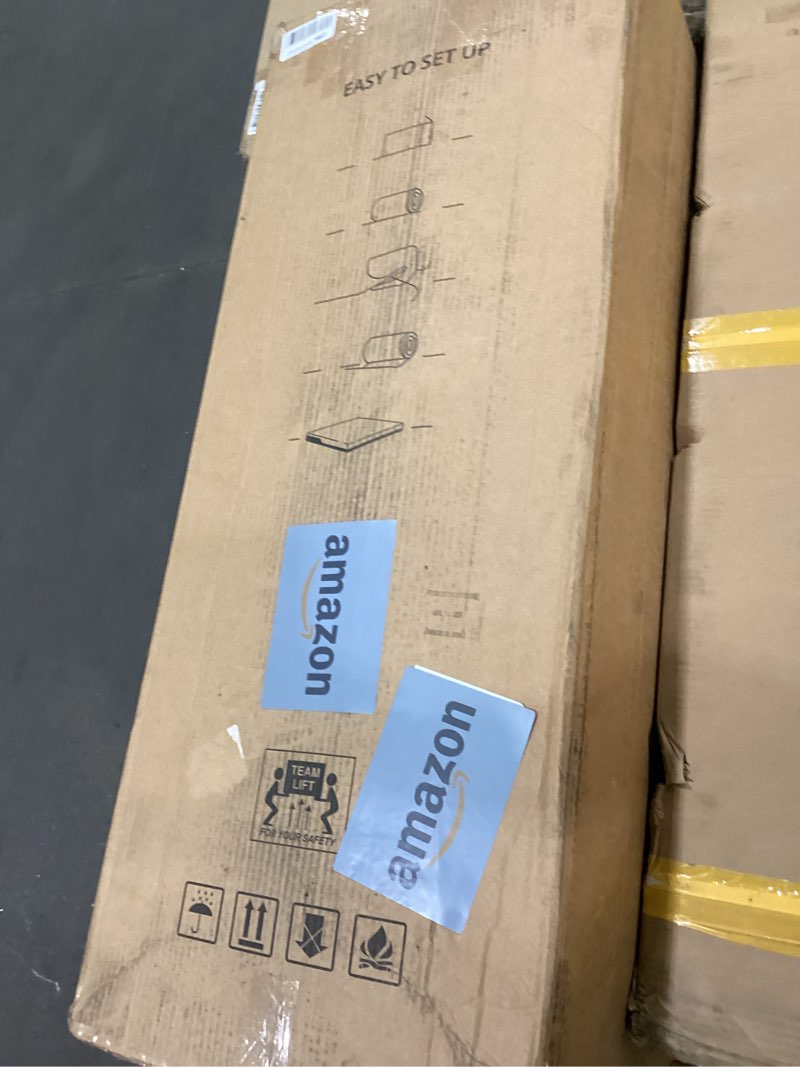 EASY TO SET UP
amazon
amazon
TEAM
LIFT
FOR YOUR SAFETY